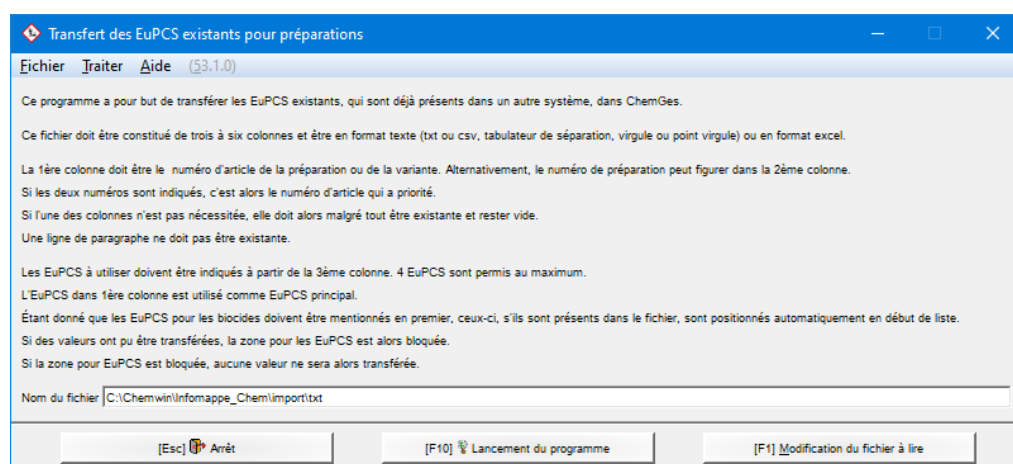 Transfert des EuPCS existants pour préparations
Fichier Traiter Aide (53.1.0)
Ce programme a pour but de transférer les EuPCS existants, qui sont déjà présents dans un autre système, dans ChemGes.
Ce fichier doit être constitué de trois à six colonnes et être en format texte (txt ou csv, tabulateur de séparation, virgule ou point virgule) ou en format excel.
La 1ère colonne doit être le numéro d'article de la préparation ou de la variante. Alternativement, le numéro de préparation peut figurer dans la 2ème colonne.
Si les deux numéros sont indiqués, c'est alors le numéro d'article qui a priorité.
Si l'une des colonnes n'est pas nécessitée, elle doit alors malgré tout être existante et rester vide.
Une ligne de paragraphe ne doit pas être existante.
Les EuPCS à utiliser doivent être indiqués à partir de la 3ème colonne. 4 EuPCS sont permis au maximum.
L'EuPCS dans 1ère colonne est utilisé comme EuPCS principal.
Étant donné que les EuPCS pour les biocides doivent être mentionnés en premier, ceux-ci, s'ils sont présents dans le fichier, sont positionnés automatiquement en début de liste.
Si des valeurs ont pu être transférées, la zone pour les EuPCS est alors bloquée.
Si la zone pour EuPCS est bloquée, aucune valeur ne sera alors transférée.
Nom du fichier C:\Chemwin\Infomappe_Chem\import\txt
[Esc] Arrêt [F10] Lancement du programme [F1] Modification du fichier à lire